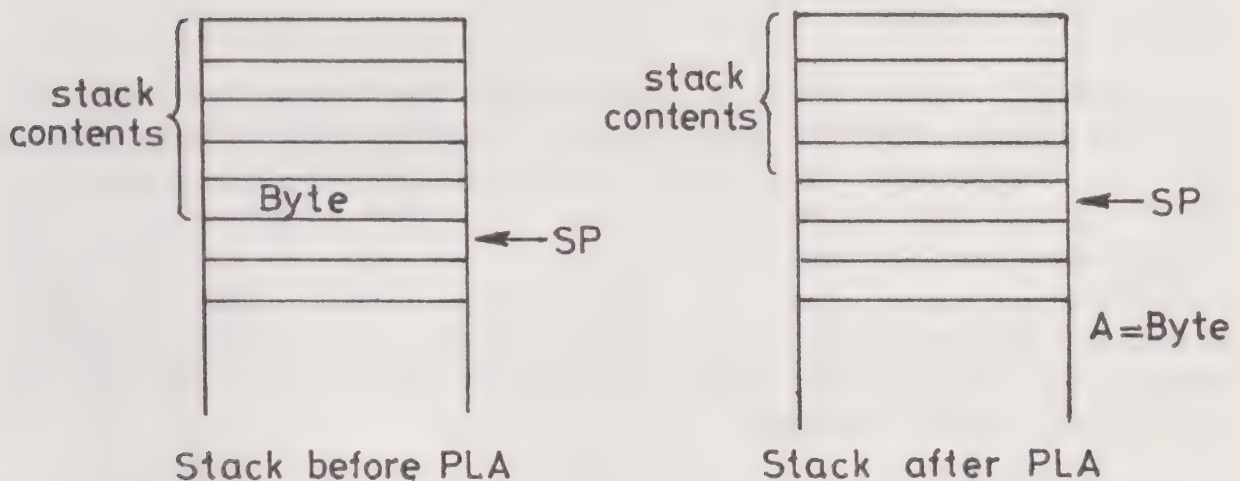 stack
contents
Byte
SP
Stack before PLA
stack
contents
SP
A=Byte
Stack after PLA